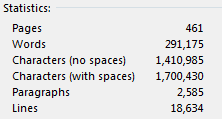 Statistics:
Pages 461
Words 291,175
Characters (no spaces) 1,410,985
Characters (with spaces) 1,700,430
Paragraphs 2,585
Lines 18,634